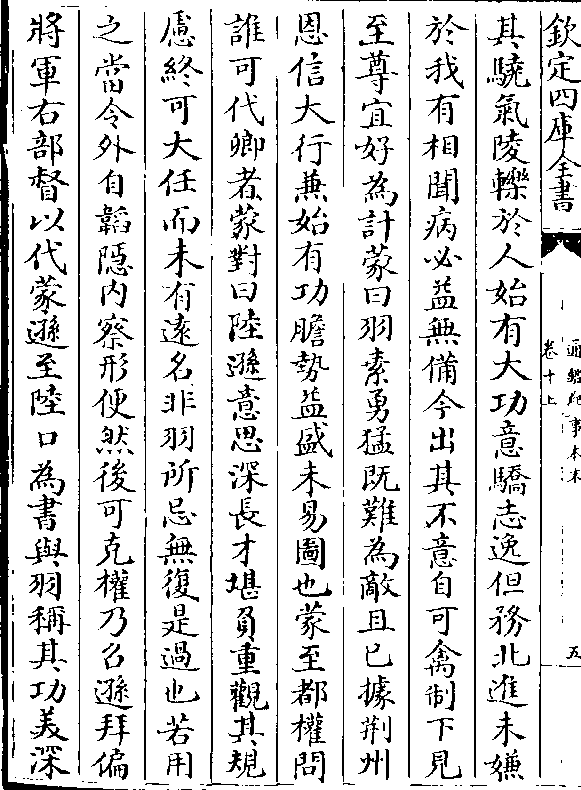 欽定四庫全書
通鑑紀事本末
卷十上
五
其驍氣陵轢於人始有大功意驕志逸但務北進未嫌
於我有相聞病必益無備今出其不意自可禽制下見
至尊宜好為計蒙曰羽素勇猛既難為敵且已據荆州
恩信大行兼始有功膽勢益盛未易圖也蒙至都權問
誰可代卿者蒙對曰陸遜意思深長才堪負重觀其規
慮終可大任而未有遠名非羽所忌無復是過也若用
之當令外自韜隱内察形便然後可克權乃召遜拜偏
將軍右部督以代蒙遜至陸口為書與羽稱其功美深